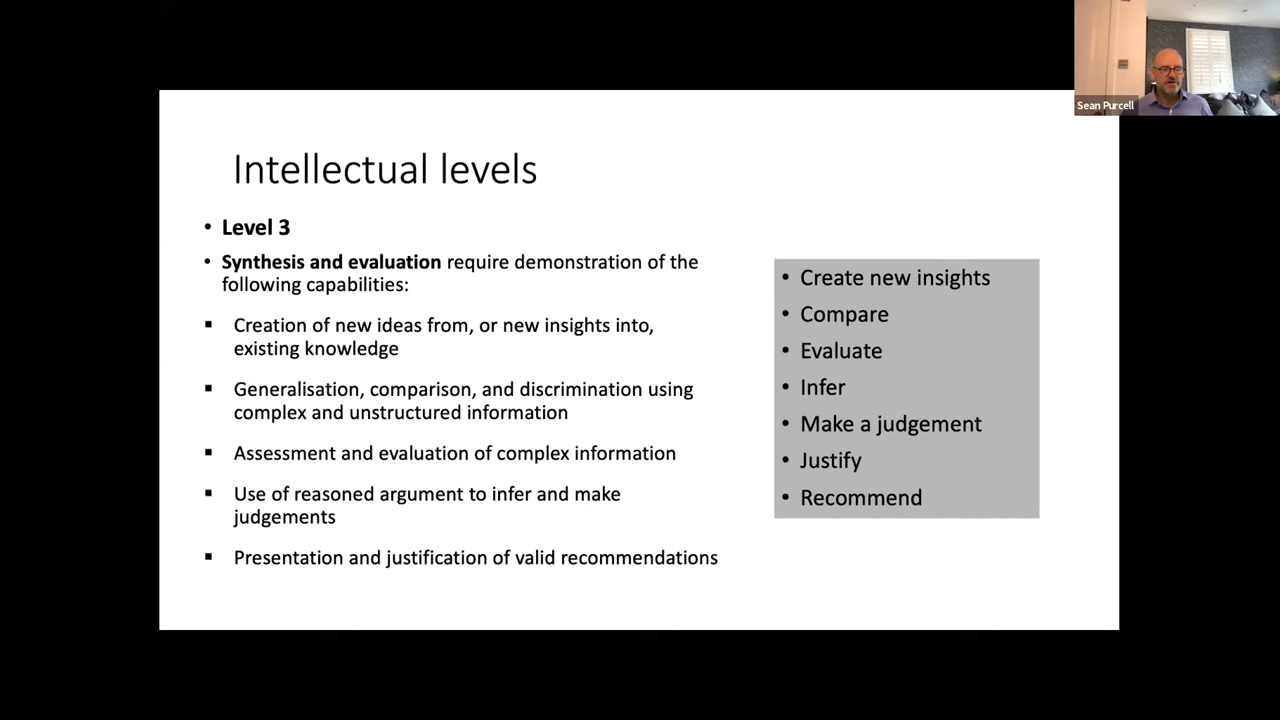 Sean Purcell
Intellectual levels
• Level 3
• Synthesis and evaluation require demonstration of the
following capabilities:
▪ Creation of new ideas from, or new insights into,
existing knowledge
▪ Generalisation, comparison, and discrimination using
complex and unstructured information
▪ Assessment and evaluation of complex information
▪ Use of reasoned argument to infer and make
judgements
▪ Presentation and justification of valid recommendations
• Create new insights
• Compare
• Evaluate
• Infer
• Make a judgement
• Justify
• Recommend